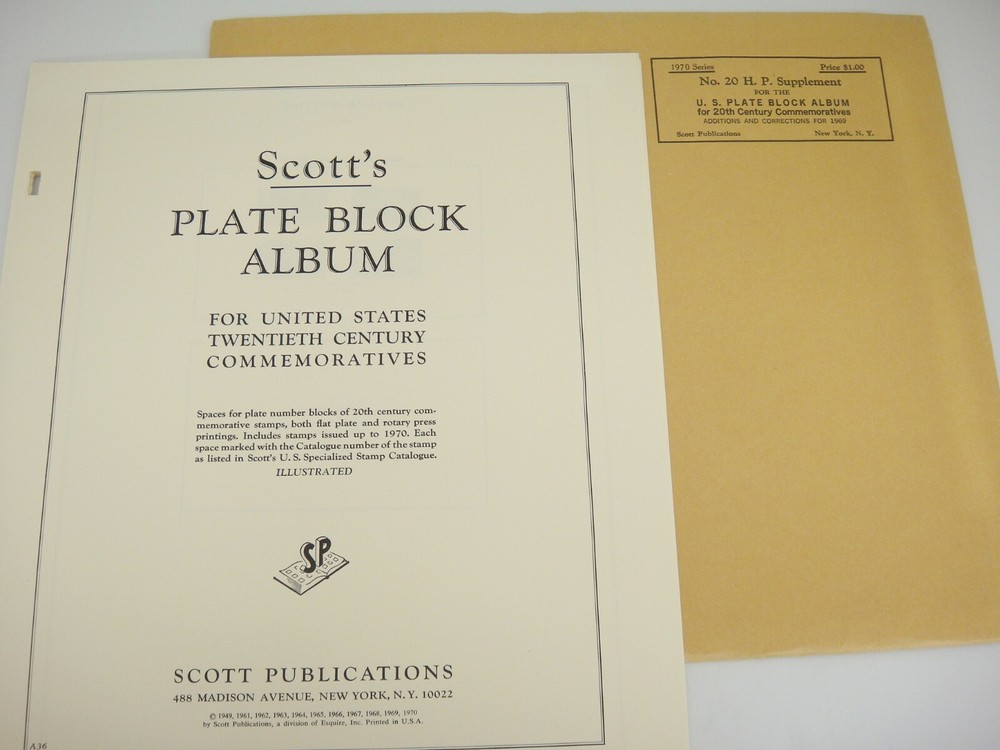 Scott's
PLATE BLOCK
ALBUM
FOR UNITED STATES
TWENTIETH CENTURY
COMMEMORATIVES
Spaces for plate number blocks of 20th century com-
memorative stamps, both flat plate and rotary press
printings. Includes stamps issued up to 1970. Each
space marked with the Catalogue number of the stamp
as listed in Scott's U. S. Specialized Stamp Catalogue.
ILLUSTRATED
SP
SCOTT PUBLICATIONS
488 MADISON AVENUE, NEW YORK, N. Y. 10022
© 1949, 1961, 1962, 1963, 1964, 1965, 1966, 1967, 1968, 1969, 1970
by Scott Publications, a division of Esquire, Inc. Printed in U.S.A.
A36
1970 Series Price $1.00
No. 20 H. P. Supplement
FOR THE
U. S. PLATE BLOCK ALBUM
for 20th Century Commemoratives
ADDITIONS AND CORRECTIONS FOR 1969
Scott Publications New York, N. Y.